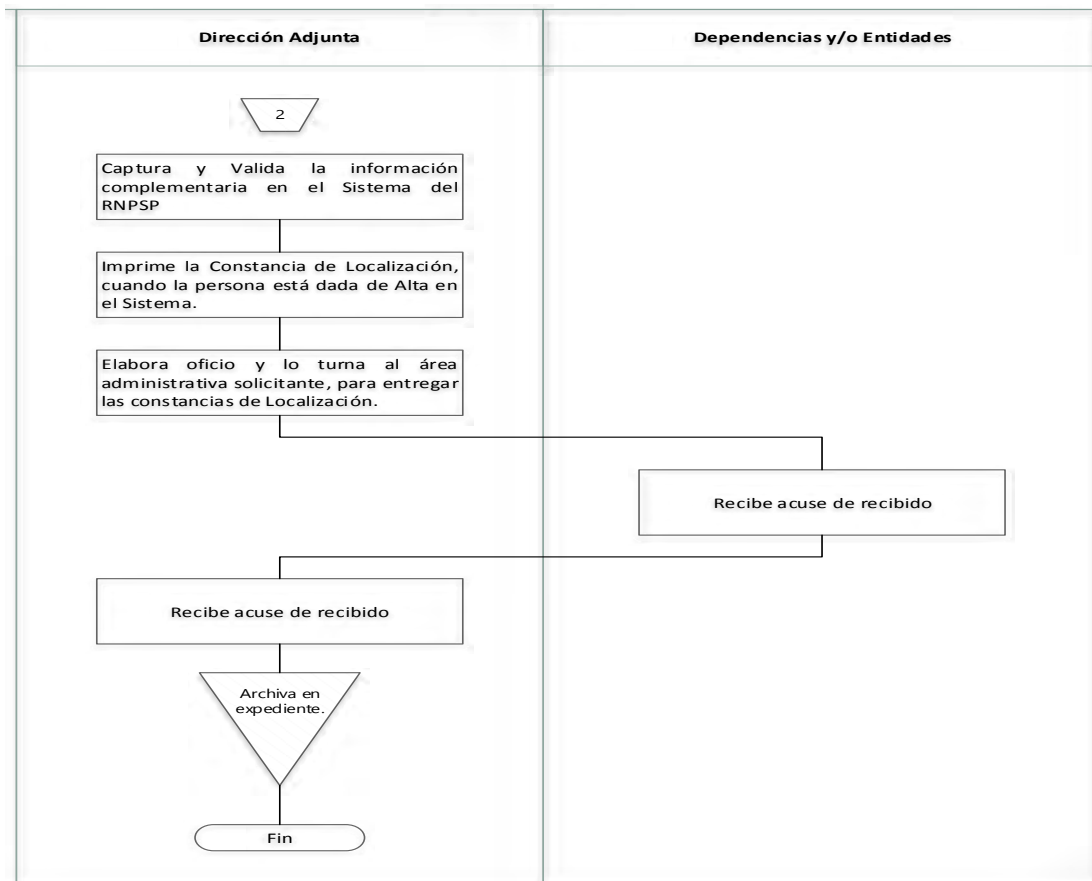 Dirección Adjunta
Dependencias y/o Entidades
2
Captura y Valida la información
complementaria en el Sistema del
RNPSP
Imprime la Constancia de Localización,
cuando la persona está dada de Alta en
el Sistema.
Elabora oficio y lo turna al área
administrativa solicitante, para entregar
las constancias de Localización.
Recibe acuse de recibido
Recibe acuse de recibido
Archiva en
expediente.
Fin